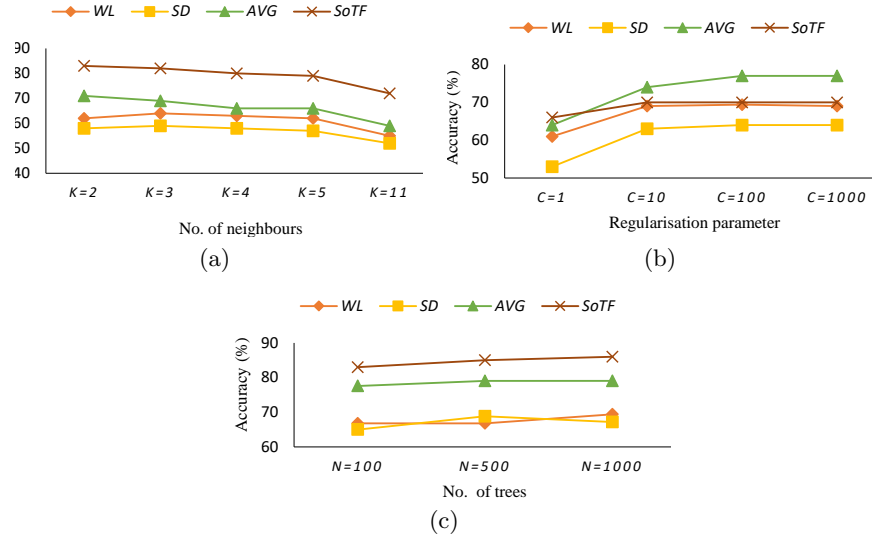 WL SD AVG SoTF
90
80
70
60
50
40
K=2 K=3 K=4 K=5 K=11
No. of neighbours
(a)
WL SD AVG SoTF
Accuracy (%)
80
70
60
50
C=1 C=10 C=100 C=1000
Regularisation parameter
(b)
WL SD AVG SoTF
Accuracy (%)
90
80
70
60
N=100 N=500 N=1000
No. of trees
(c)